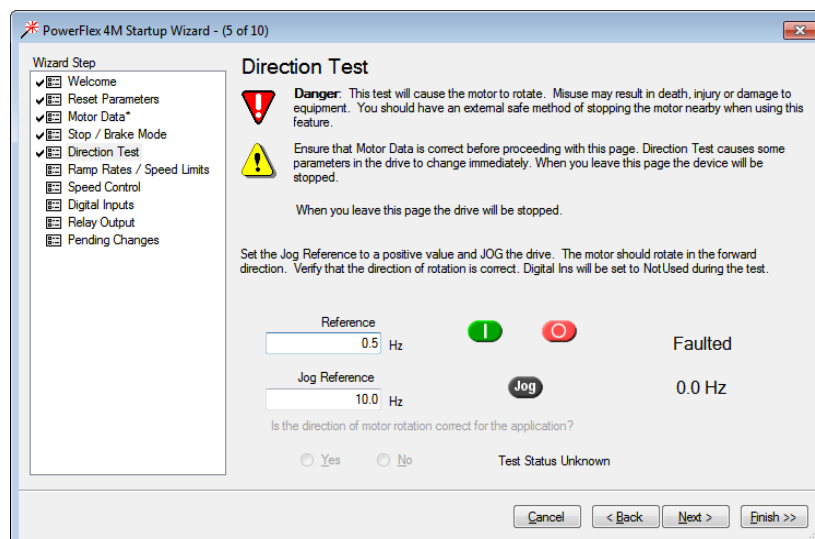 PowerFlex 4M Startup Wizard - (5 of 10)
Wizard Step
Welcome
Reset Parameters
Motor Data*
Stop / Brake Mode
Direction Test
Ramp Rates / Speed Limits
Speed Control
Digital Inputs
Relay Output
Pending Changes
Direction Test
Danger: This test will cause the motor to rotate. Misuse may result in death, injury or damage to
equipment. You should have an external safe method of stopping the motor nearby when using this
feature.
Ensure that Motor Data is correct before proceeding with this page. Direction Test causes some
parameters in the drive to change immediately. When you leave this page the device will be
stopped.
When you leave this page the drive will be stopped.
Set the Jog Reference to a positive value and JOG the drive. The motor should rotate in the forward
direction. Verify that the direction of rotation is correct. Digital Ins will be set to NotUsed during the test.
Reference
0.5 Hz
Faulted
Jog Reference
10.0 Hz
Jog
0.0 Hz
Is the direction of motor rotation correct for the application?
Yes No Test Status Unknown
Cancel < Back Next > Finish >>